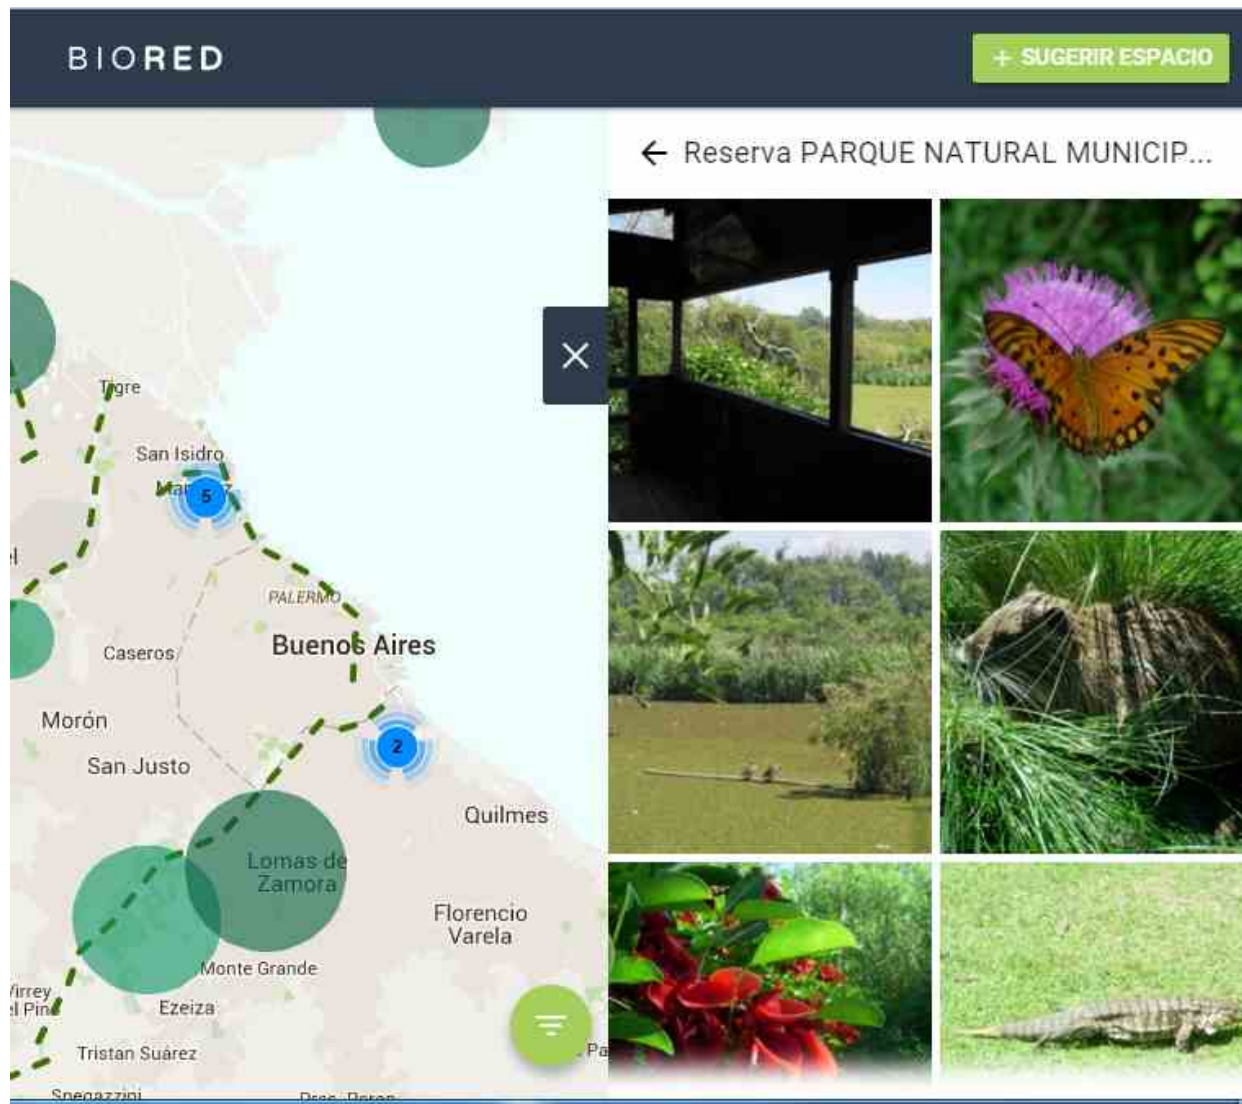 BIORED
+ SUGERIR ESPACIO
← Reserva PARQUE NATURAL MUNICIP...
Tigre
San Isidro
5
PALERMO
Buenos Aires
Caseros
Morón
2
San Justo
Quilmes
Lomas de
Zamora
Florencio
Varela
Monte Grande
Ezeiza
Tristan Suárez